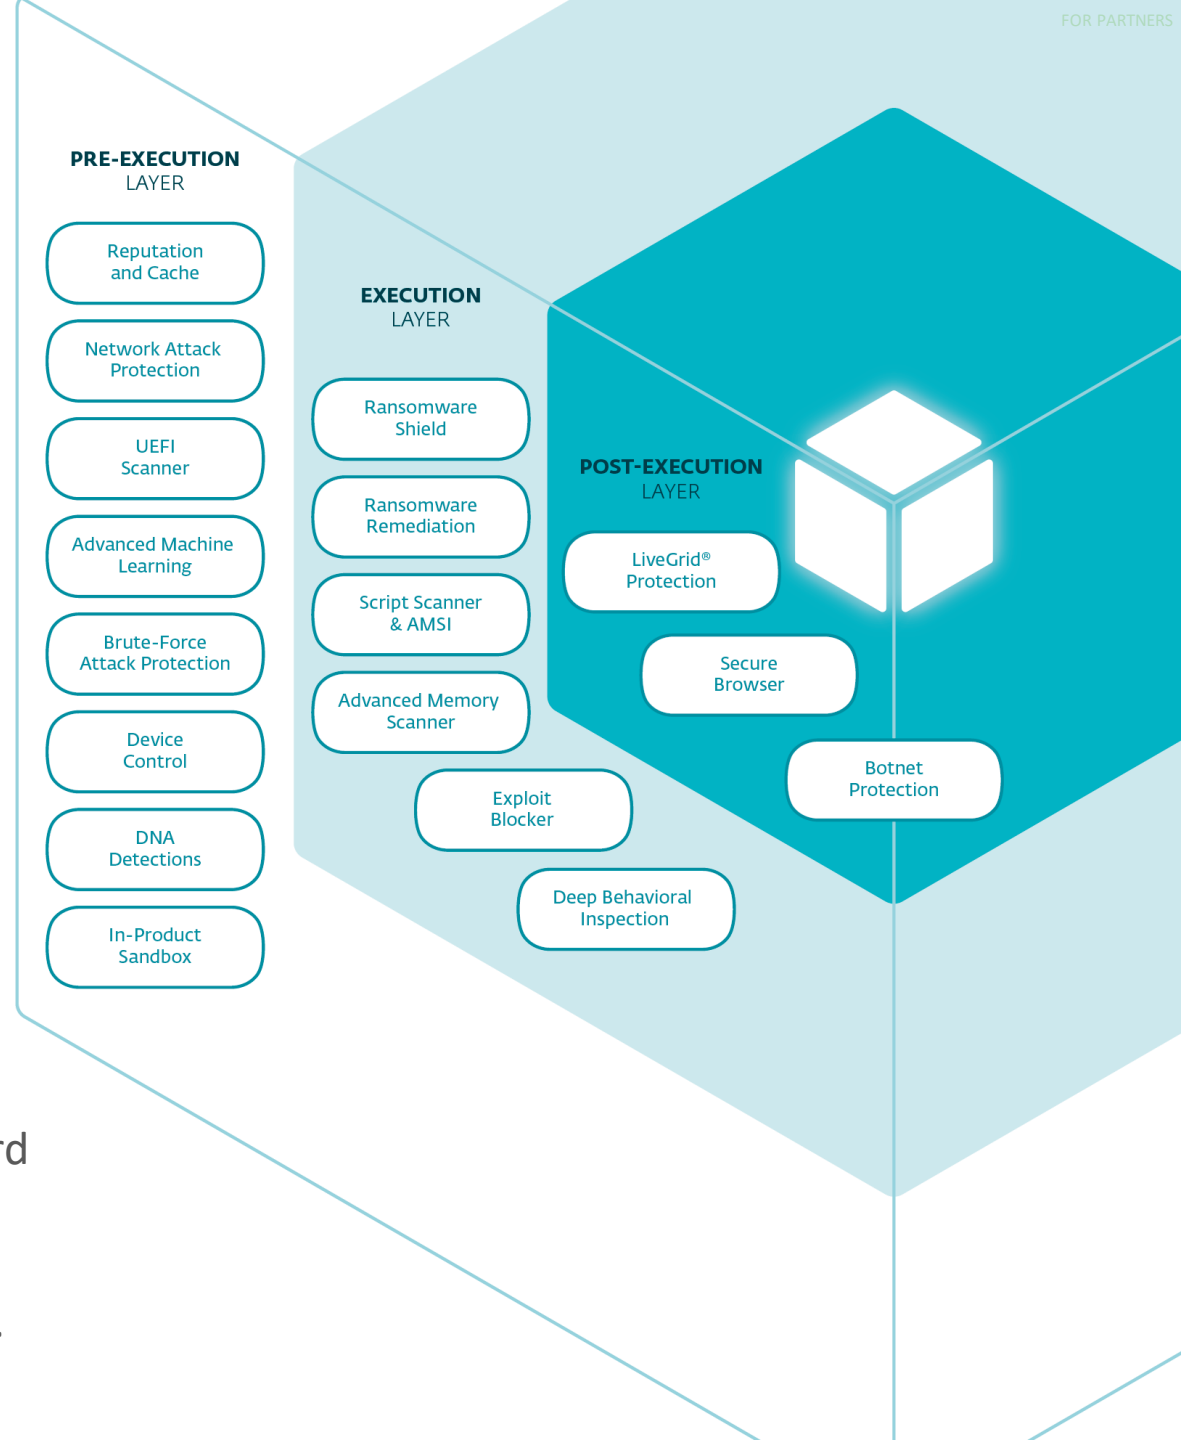 FOR PARTNERS
PRE-EXECUTION
LAYER
Reputation
and Cache
Network Attack
Protection
UEFI
Scanner
Advanced Machine
Learning
Brute-Force
Attack Protection
Device
Control
DNA
Detections
In-Product
Sandbox
EXECUTION
LAYER
Ransomware
Shield
Ransomware
Remediation
Script Scanner
& AMSI
Advanced Memory
Scanner
Exploit
Blocker
Deep Behavioral
Inspection
POST-EXECUTION
LAYER
LiveGrid®
Protection
Secure
Browser
Botnet
Protection
rd